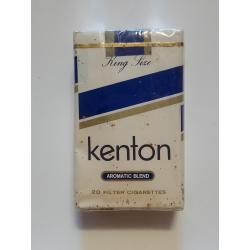 King Size
kenton
AROMATIC BLEND
20 FILTER CIGARETTES